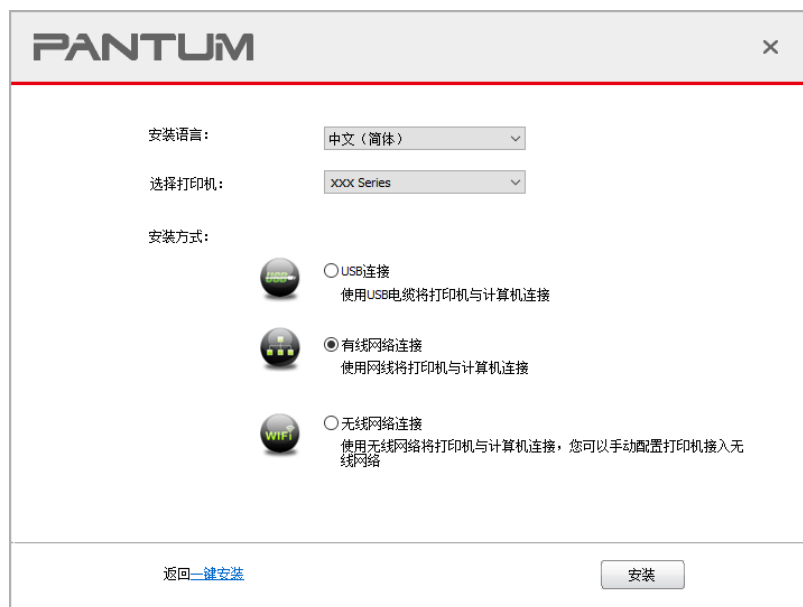 PANTUM
安装语言：
中文（简体）
选择打印机：
XXX Series
安装方式：
USB
USB连接
使用USB电缆将打印机与计算机连接
有线网络连接
使用网线将打印机与计算机连接
WIFI
无线网络连接
使用无线网络将打印机与计算机连接，您可以手动配置打印机接入无
线网络
返回一键安装
安装